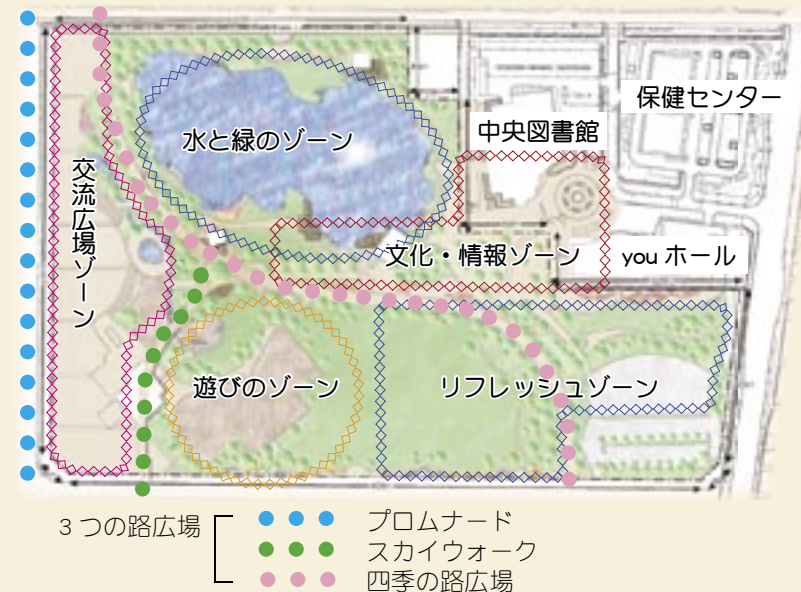 保健センター
中央図書館
水と緑のゾーン
交流広場ゾーン
文化・情報ゾーン
you ホール
遊びのゾーン
リフレッシュゾーン
3つの路広場
プロムナード
スカイウォーク
四季の路広場